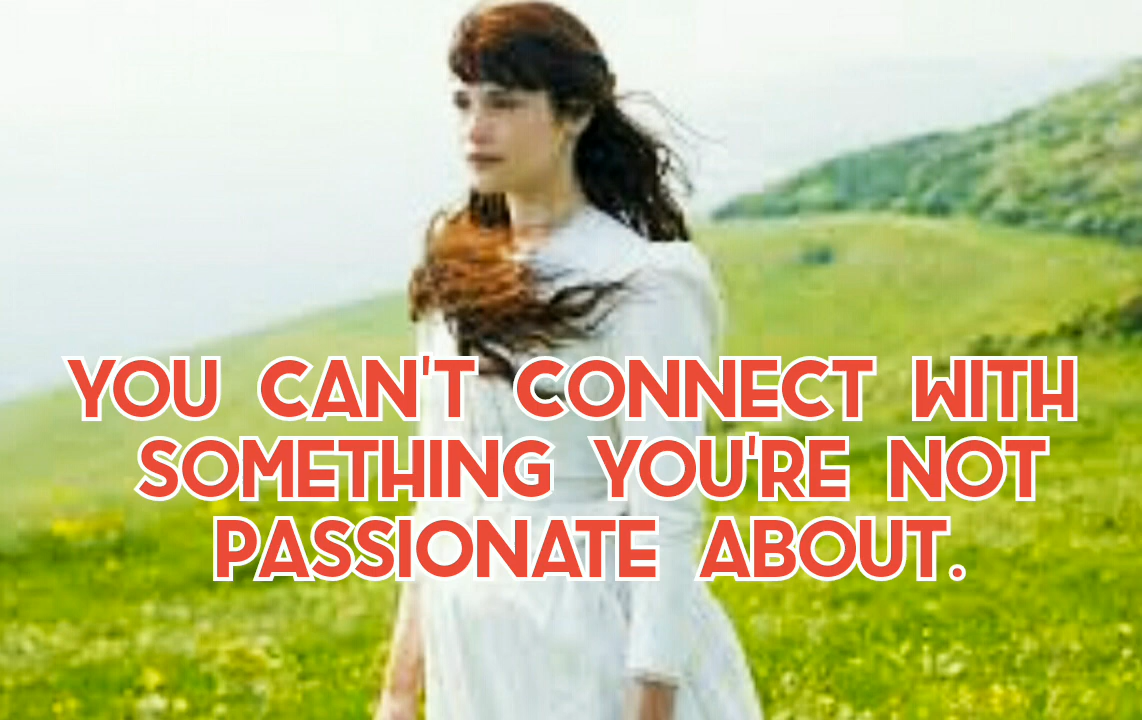 YOU CAN'T CONNECT WITH
SOMETHING YOU'RE NOT
PASSIONATE ABOUT.